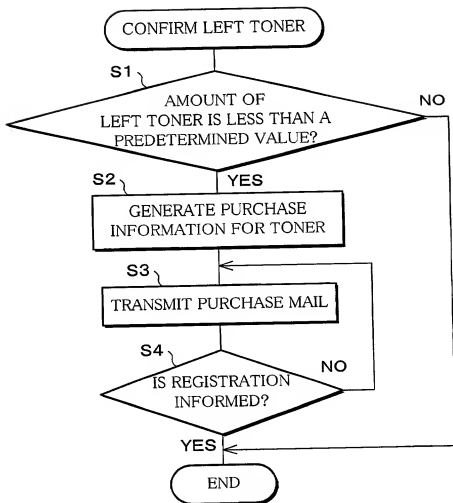 CONFIRM LEFT TONER
S1
AMOUNT OF
LEFT TONER IS LESS THAN A
PREDETERMINED VALUE?
NO
YES
S2
GENERATE PURCHASE
INFORMATION FOR TONER
S3
TRANSMIT PURCHASE MAIL
S4
IS REGISTRATION
INFORMED?
NO
YES
END